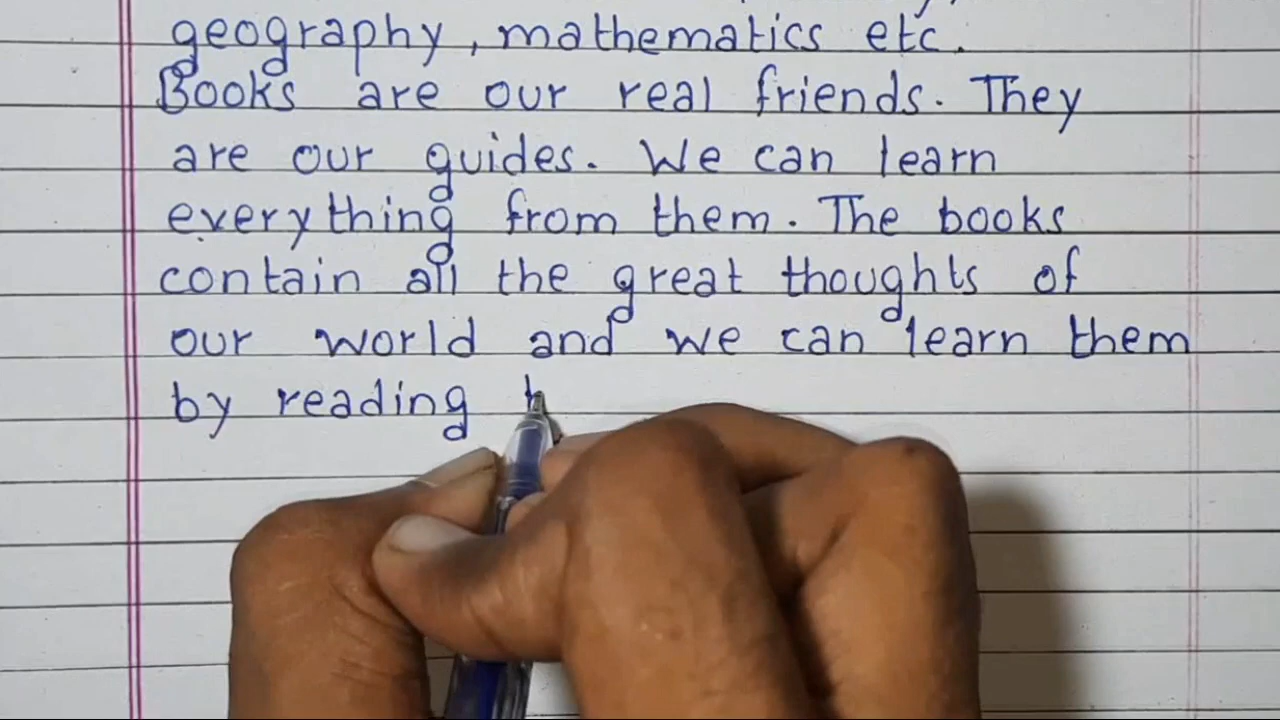 geography, mathematics etc.
Books are our real friends. They
are our guides. We can learn
everything from them. The books
contain all the great thoughts of
our world and we can learn them
by reading